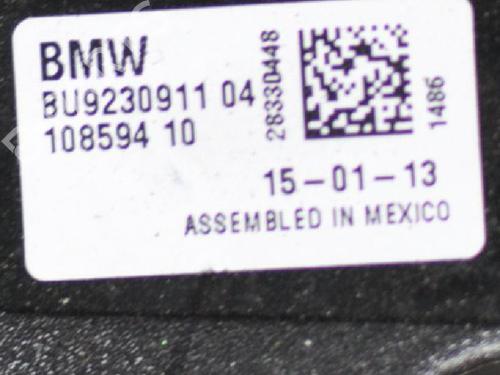 BMW
BU9230911 04
108594 10
28330448
1486
15-01-13
ASSEMBLED IN MEXICO